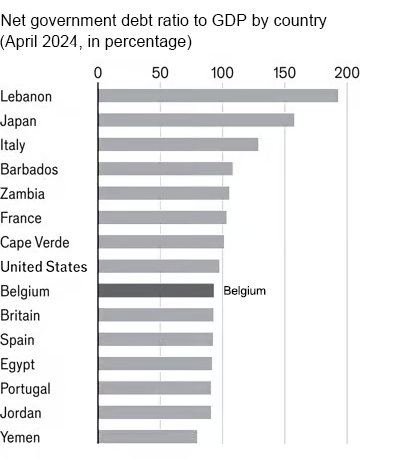 Net government debt ratio to GDP by country
(April 2024, in percentage)
0 50 100 150 200
Lebanon
Japan
Italy
Barbados
Zambia
France
Cape Verde
United States
Belgium Belgium
Britain
Spain
Egypt
Portugal
Jordan
Yemen